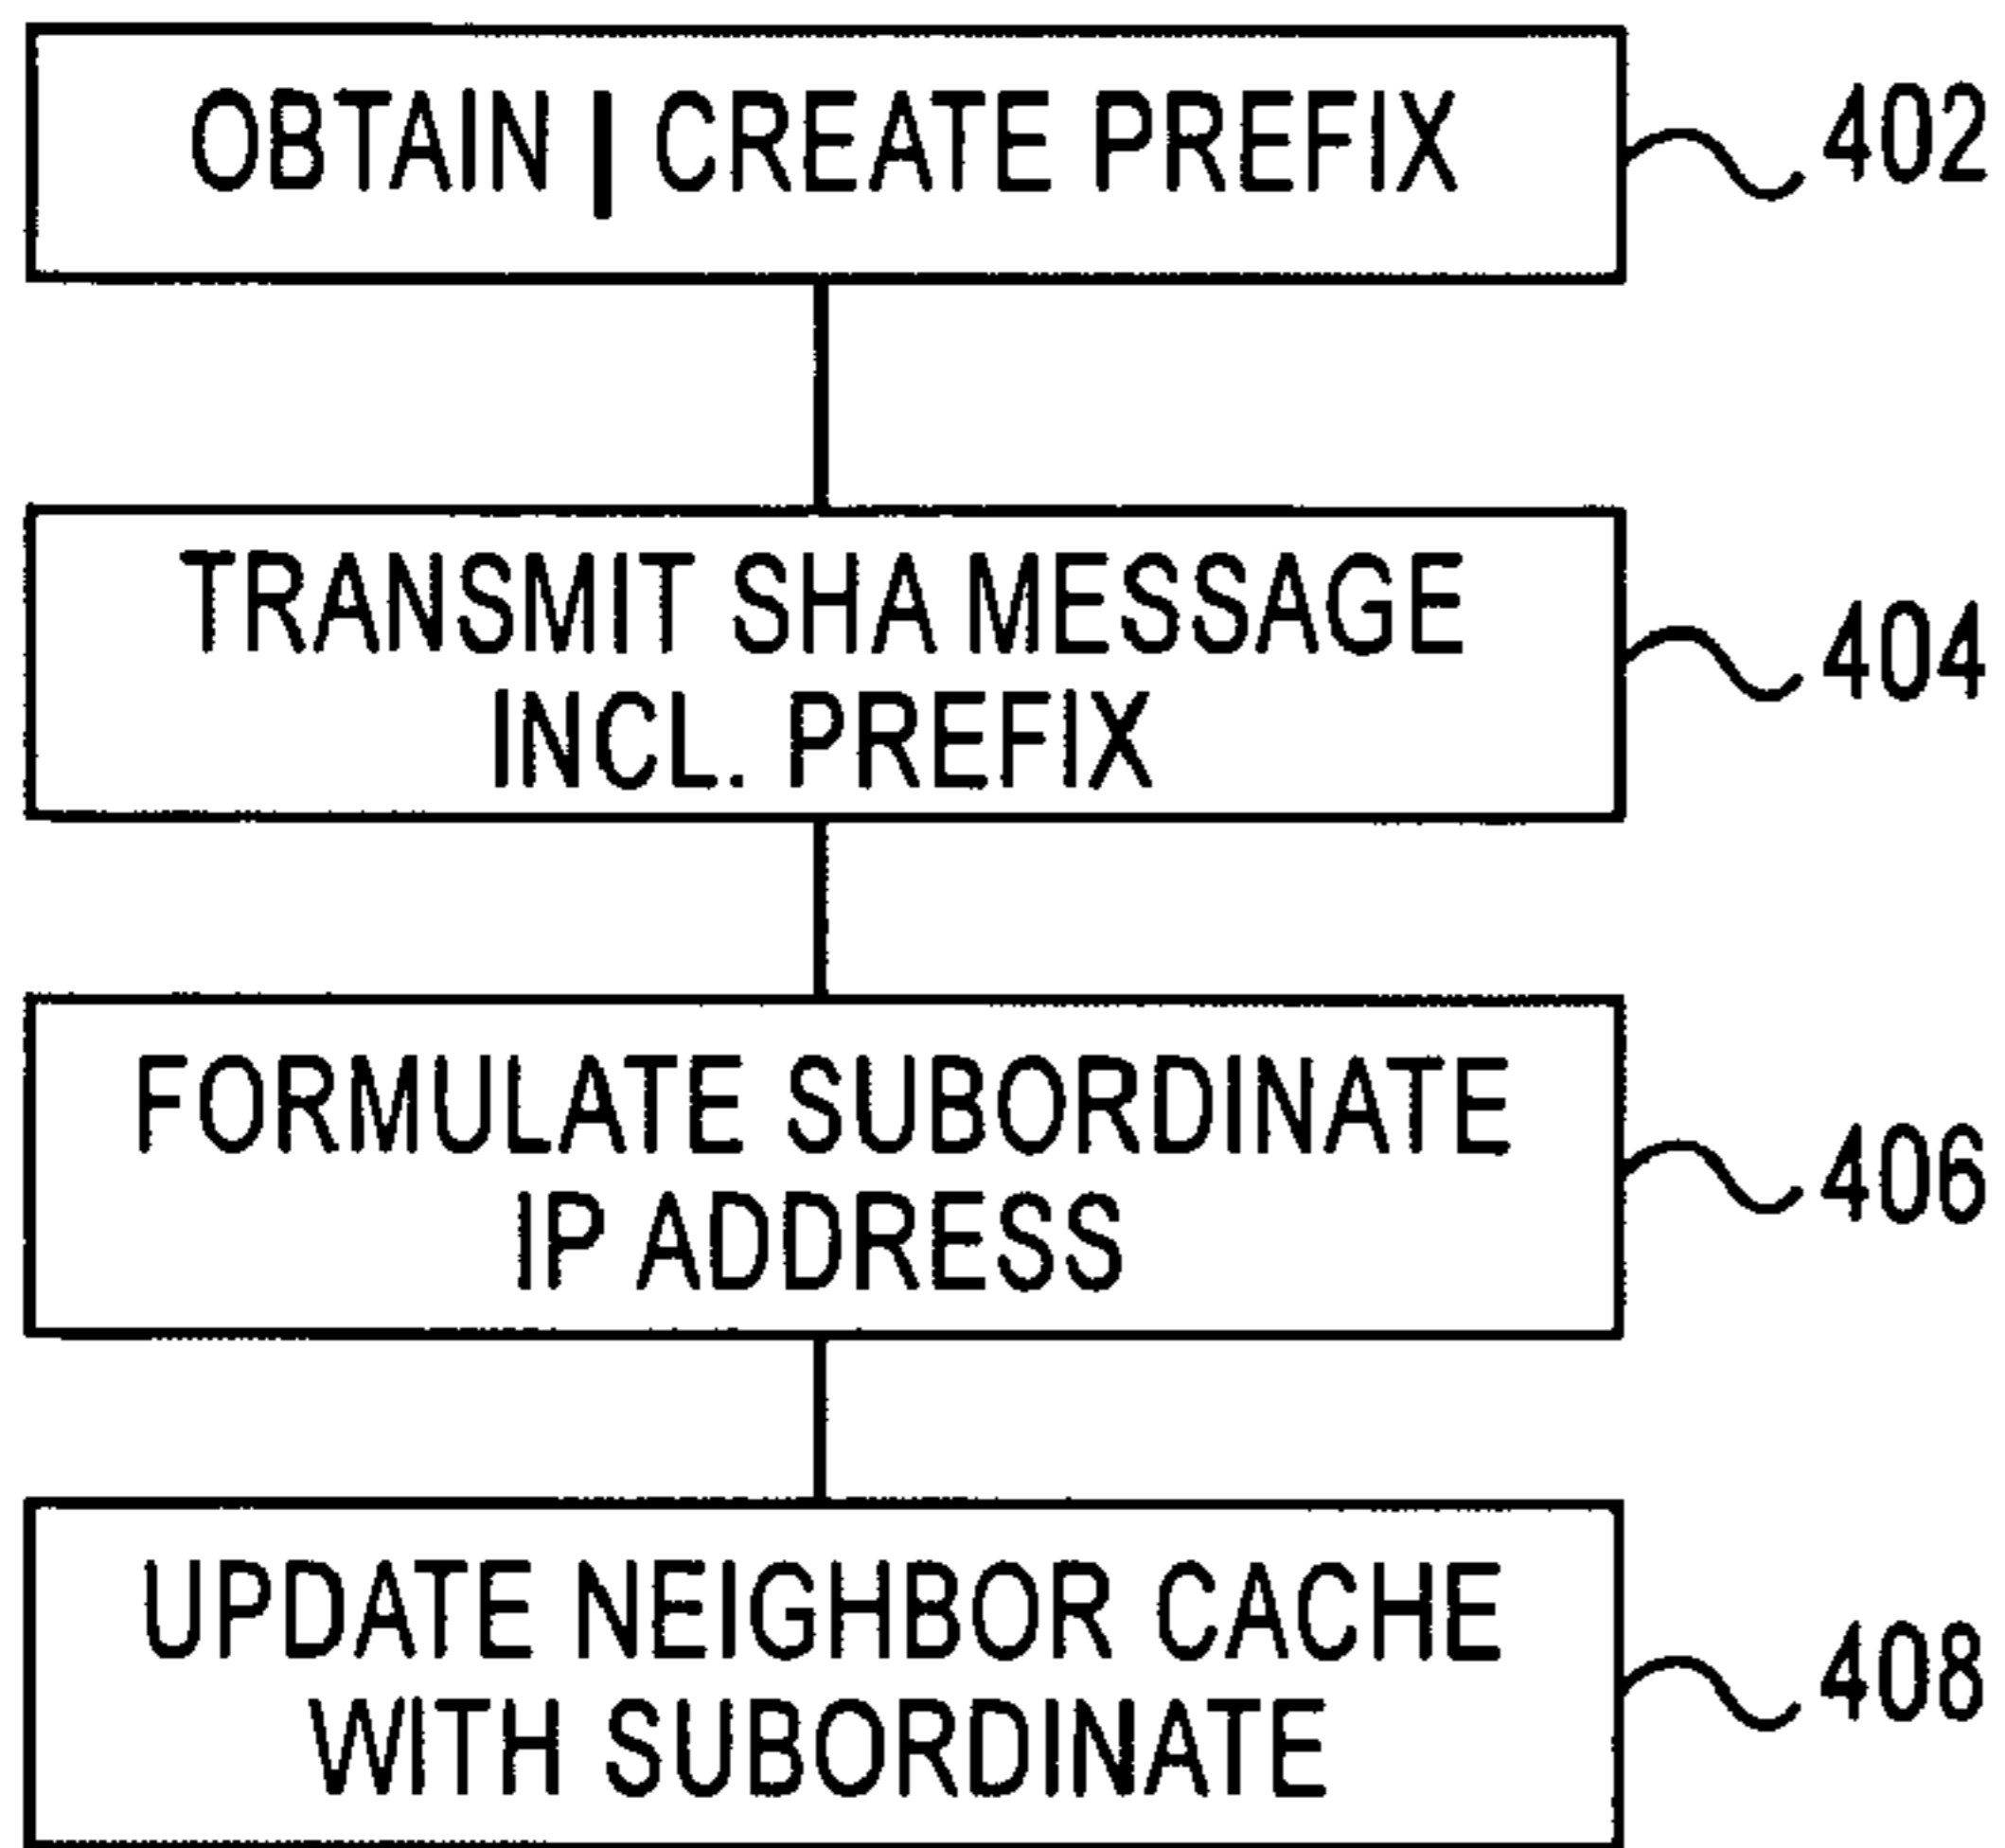 OBTAIN | CREATE PREFIX
402
TRANSMIT SHA MESSAGE
INCL. PREFIX
404
FORMULATE SUBORDINATE
IP ADDRESS
406
UPDATE NEIGHBOR CACHE
WITH SUBORDINATE
408